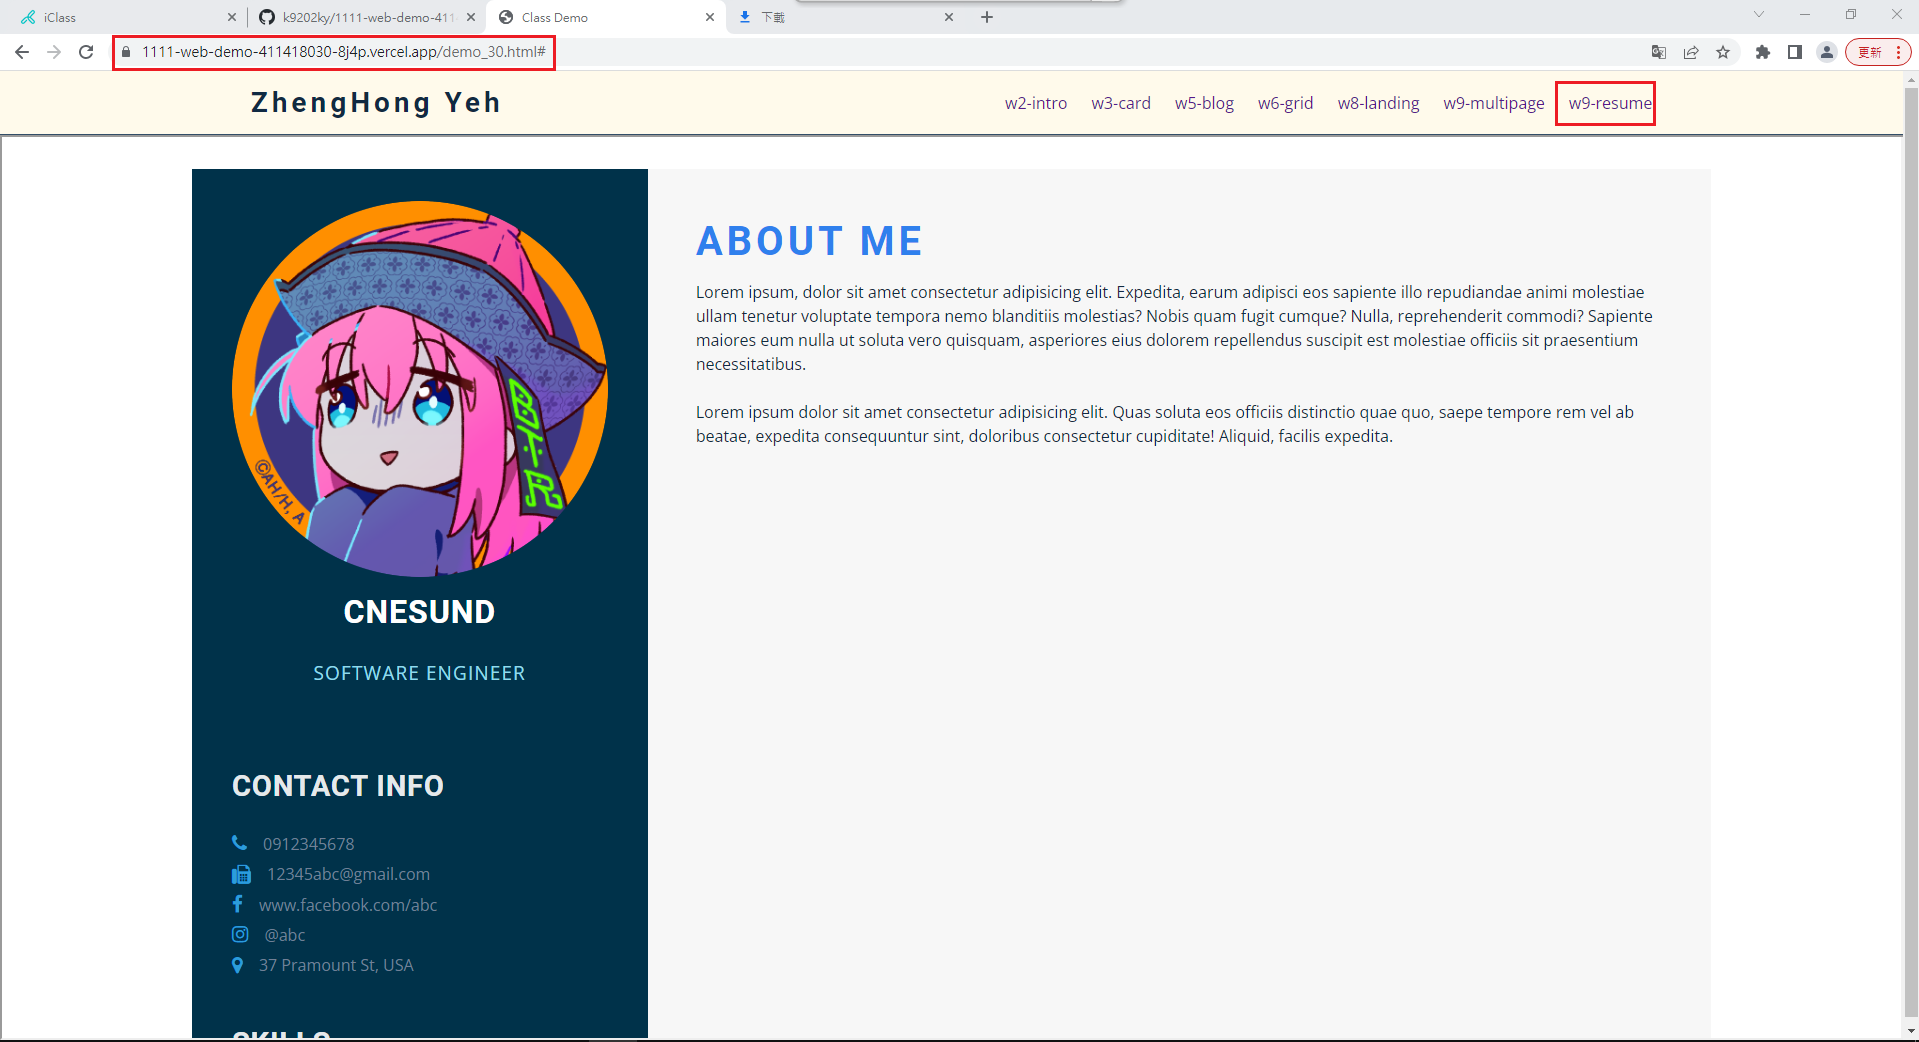 iClass
k9202ky/1111-web-demo-411
Class Demo
下載
1111-web-demo-411418030-8j4p.vercel.app/demo_30.html#
更新
ZhengHong Yeh
w2-intro
w3-card
w5-blog
w6-grid
w8-landing
w9-multipage
w9-resume
©AH/H, A
CNESUND
SOFTWARE ENGINEER
CONTACT INFO
0912345678
12345abc@gmail.com
www.facebook.com/abc
@abc
37 Pramount St, USA
SKILLS
ABOUT ME
Lorem ipsum, dolor sit amet consectetur adipisicing elit. Expedita, earum adipisci eos sapiente illo repudiandae animi molestiae
ullam tenetur voluptate tempora nemo blanditiis molestias? Nobis quam fugit cumque? Nulla, reprehenderit commodi? Sapiente
maiores eum nulla ut soluta vero quisquam, asperiores eius dolorem repellendus suscipit est molestiae officiis sit praesentium
necessitatibus.
Lorem ipsum dolor sit amet consectetur adipisicing elit. Quas soluta eos officiis distinctio quae quo, saepe tempore rem vel ab
beatae, expedita consequuntur sint, doloribus consectetur cupiditate! Aliquid, facilis expedita.